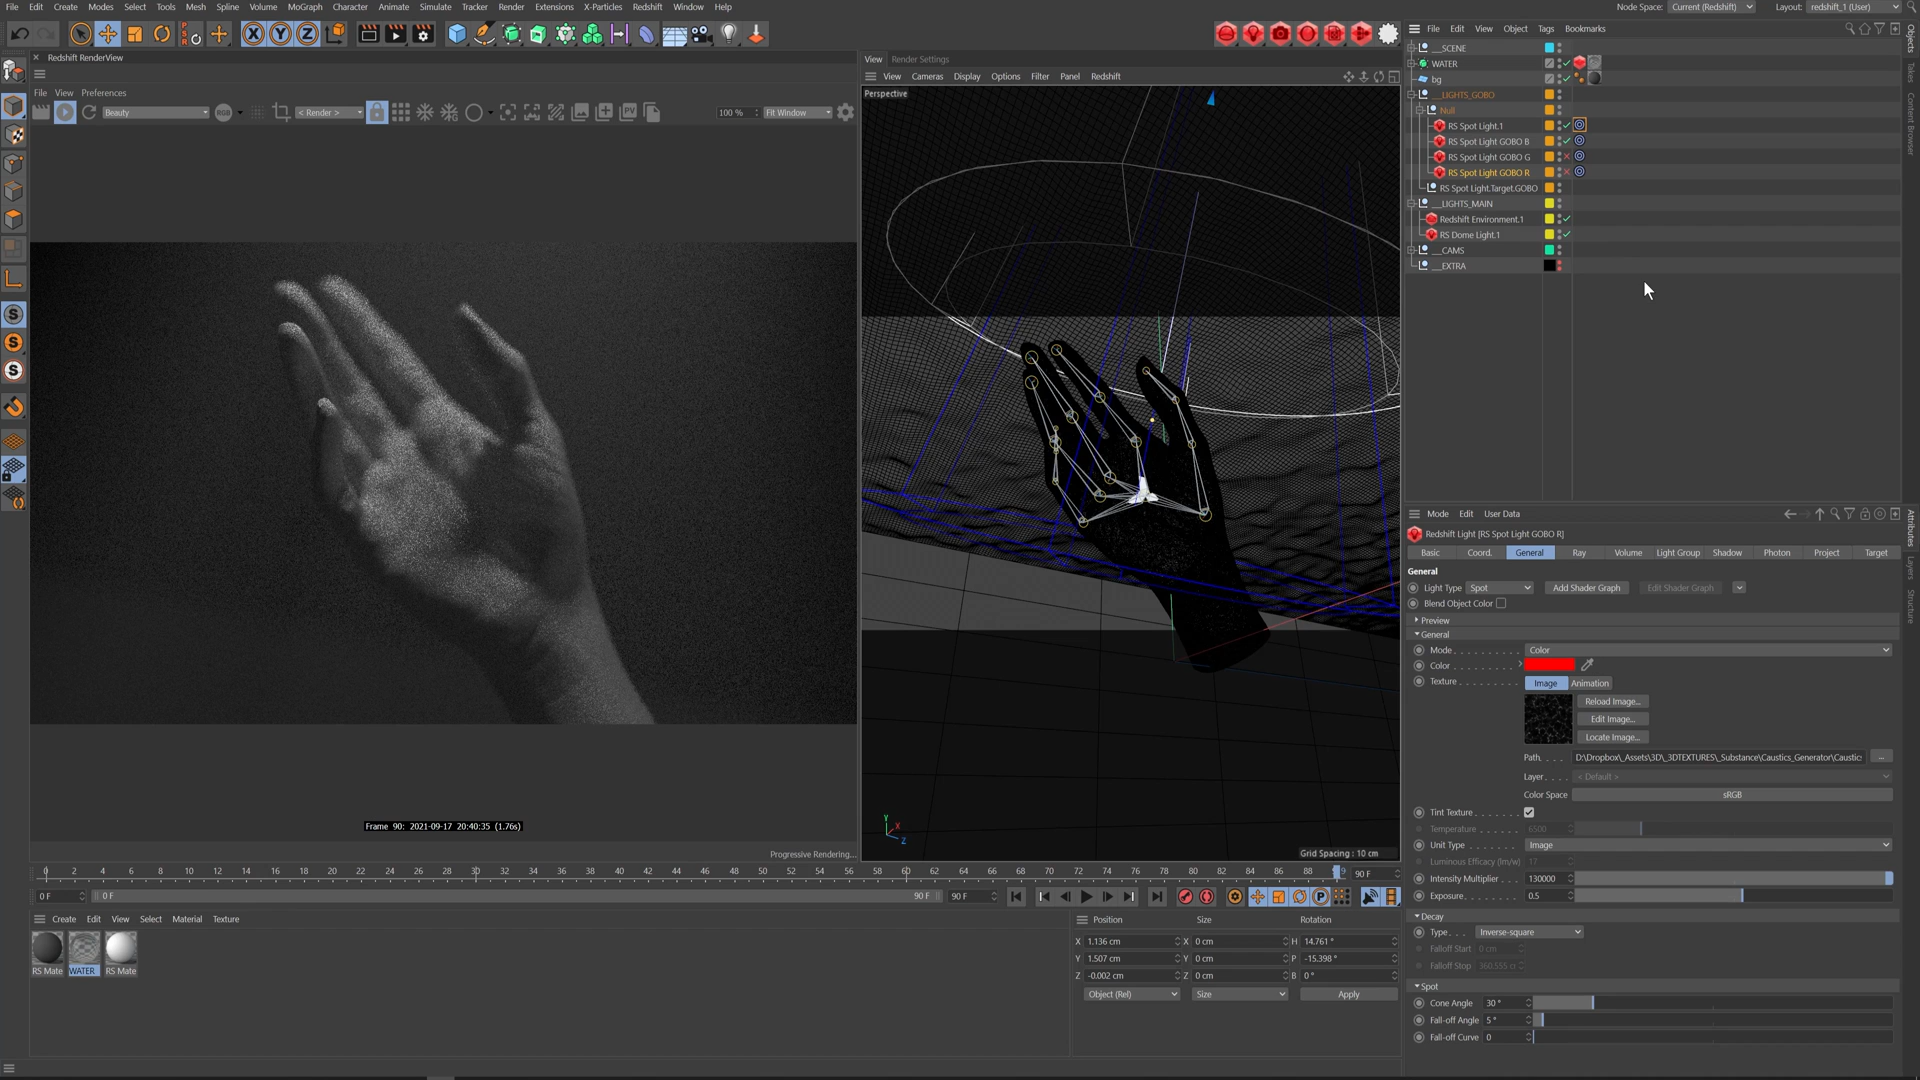 File Edit Create Modes Select Tools Mesh Spline Volume MoGraph Character Animate Simulate Tracker Render Extensions X-Particles Redshift Window Help
Node Space: Current (Redshift) Layout: redshift_1 (User)
PSR
X Y Z
Redshift RenderView
File View Preferences
Beauty
RGB
< Render >
PV
100 %
Fit Window
Frame 90: 2021-09-17 20:40:35 (1.76s)
Progressive Rendering...
View Render Settings
View Cameras Display Options Filter Panel Redshift
Perspective
Y X Z
Grid Spacing : 10 cm
File Edit View Object Tags Bookmarks
__SCENE
WATER
bg
__LIGHTS_GOBO
Null
RS Spot Light.1
RS Spot Light GOBO B
RS Spot Light GOBO G
RS Spot Light GOBO R
RS Spot Light.Target.GOBO
__LIGHTS_MAIN
Redshift Environment.1
RS Dome Light.1
__CAMS
__EXTRA
Objects
Takes
Content Browser
Attributes
Layers
Structure
Mode Edit User Data
Redshift Light [RS Spot Light GOBO R]
Basic Coord. General Ray Volume Light Group Shadow Photon Project Target
General
Light Type Spot Add Shader Graph Edit Shader Graph
Blend Object Color
Preview
General
Mode Color
Color
Texture Image Animation
Reload Image...
Edit Image...
Locate Image...
Path D:\Dropbox\_Assets\3D\_3DTEXTURES\_Substance\Caustics_Generator\Caustic ...
Layer < Default >
Color Space sRGB
Tint Texture
Temperature 6500
Unit Type Image
Luminous Efficacy (lm/w) 17
Intensity Multiplier 130000
Exposure 0.5
Decay
Type Inverse-square
Falloff Start 0 cm
Falloff Stop 360.555 c
Spot
Cone Angle 30 °
Fall-off Angle 5 °
Fall-off Curve 0
0 2 4 6 8 10 12 14 16 18 20 22 24 26 28 30 32 34 36 38 40 42 44 46 48 50 52 54 56 58 60 62 64 66 68 70 72 74 76 78 80 82 84 86 88 9 90 F
0 F 0 F 90 F 90 F
Create Edit View Select Material Texture
RS Mate WATER RS Mate
Position Size Rotation
X 1.136 cm X 0 cm H 14.761 °
Y 1.507 cm Y 0 cm P -15.398 °
Z -0.002 cm Z 0 cm B 0 °
Object (Rel) Size Apply